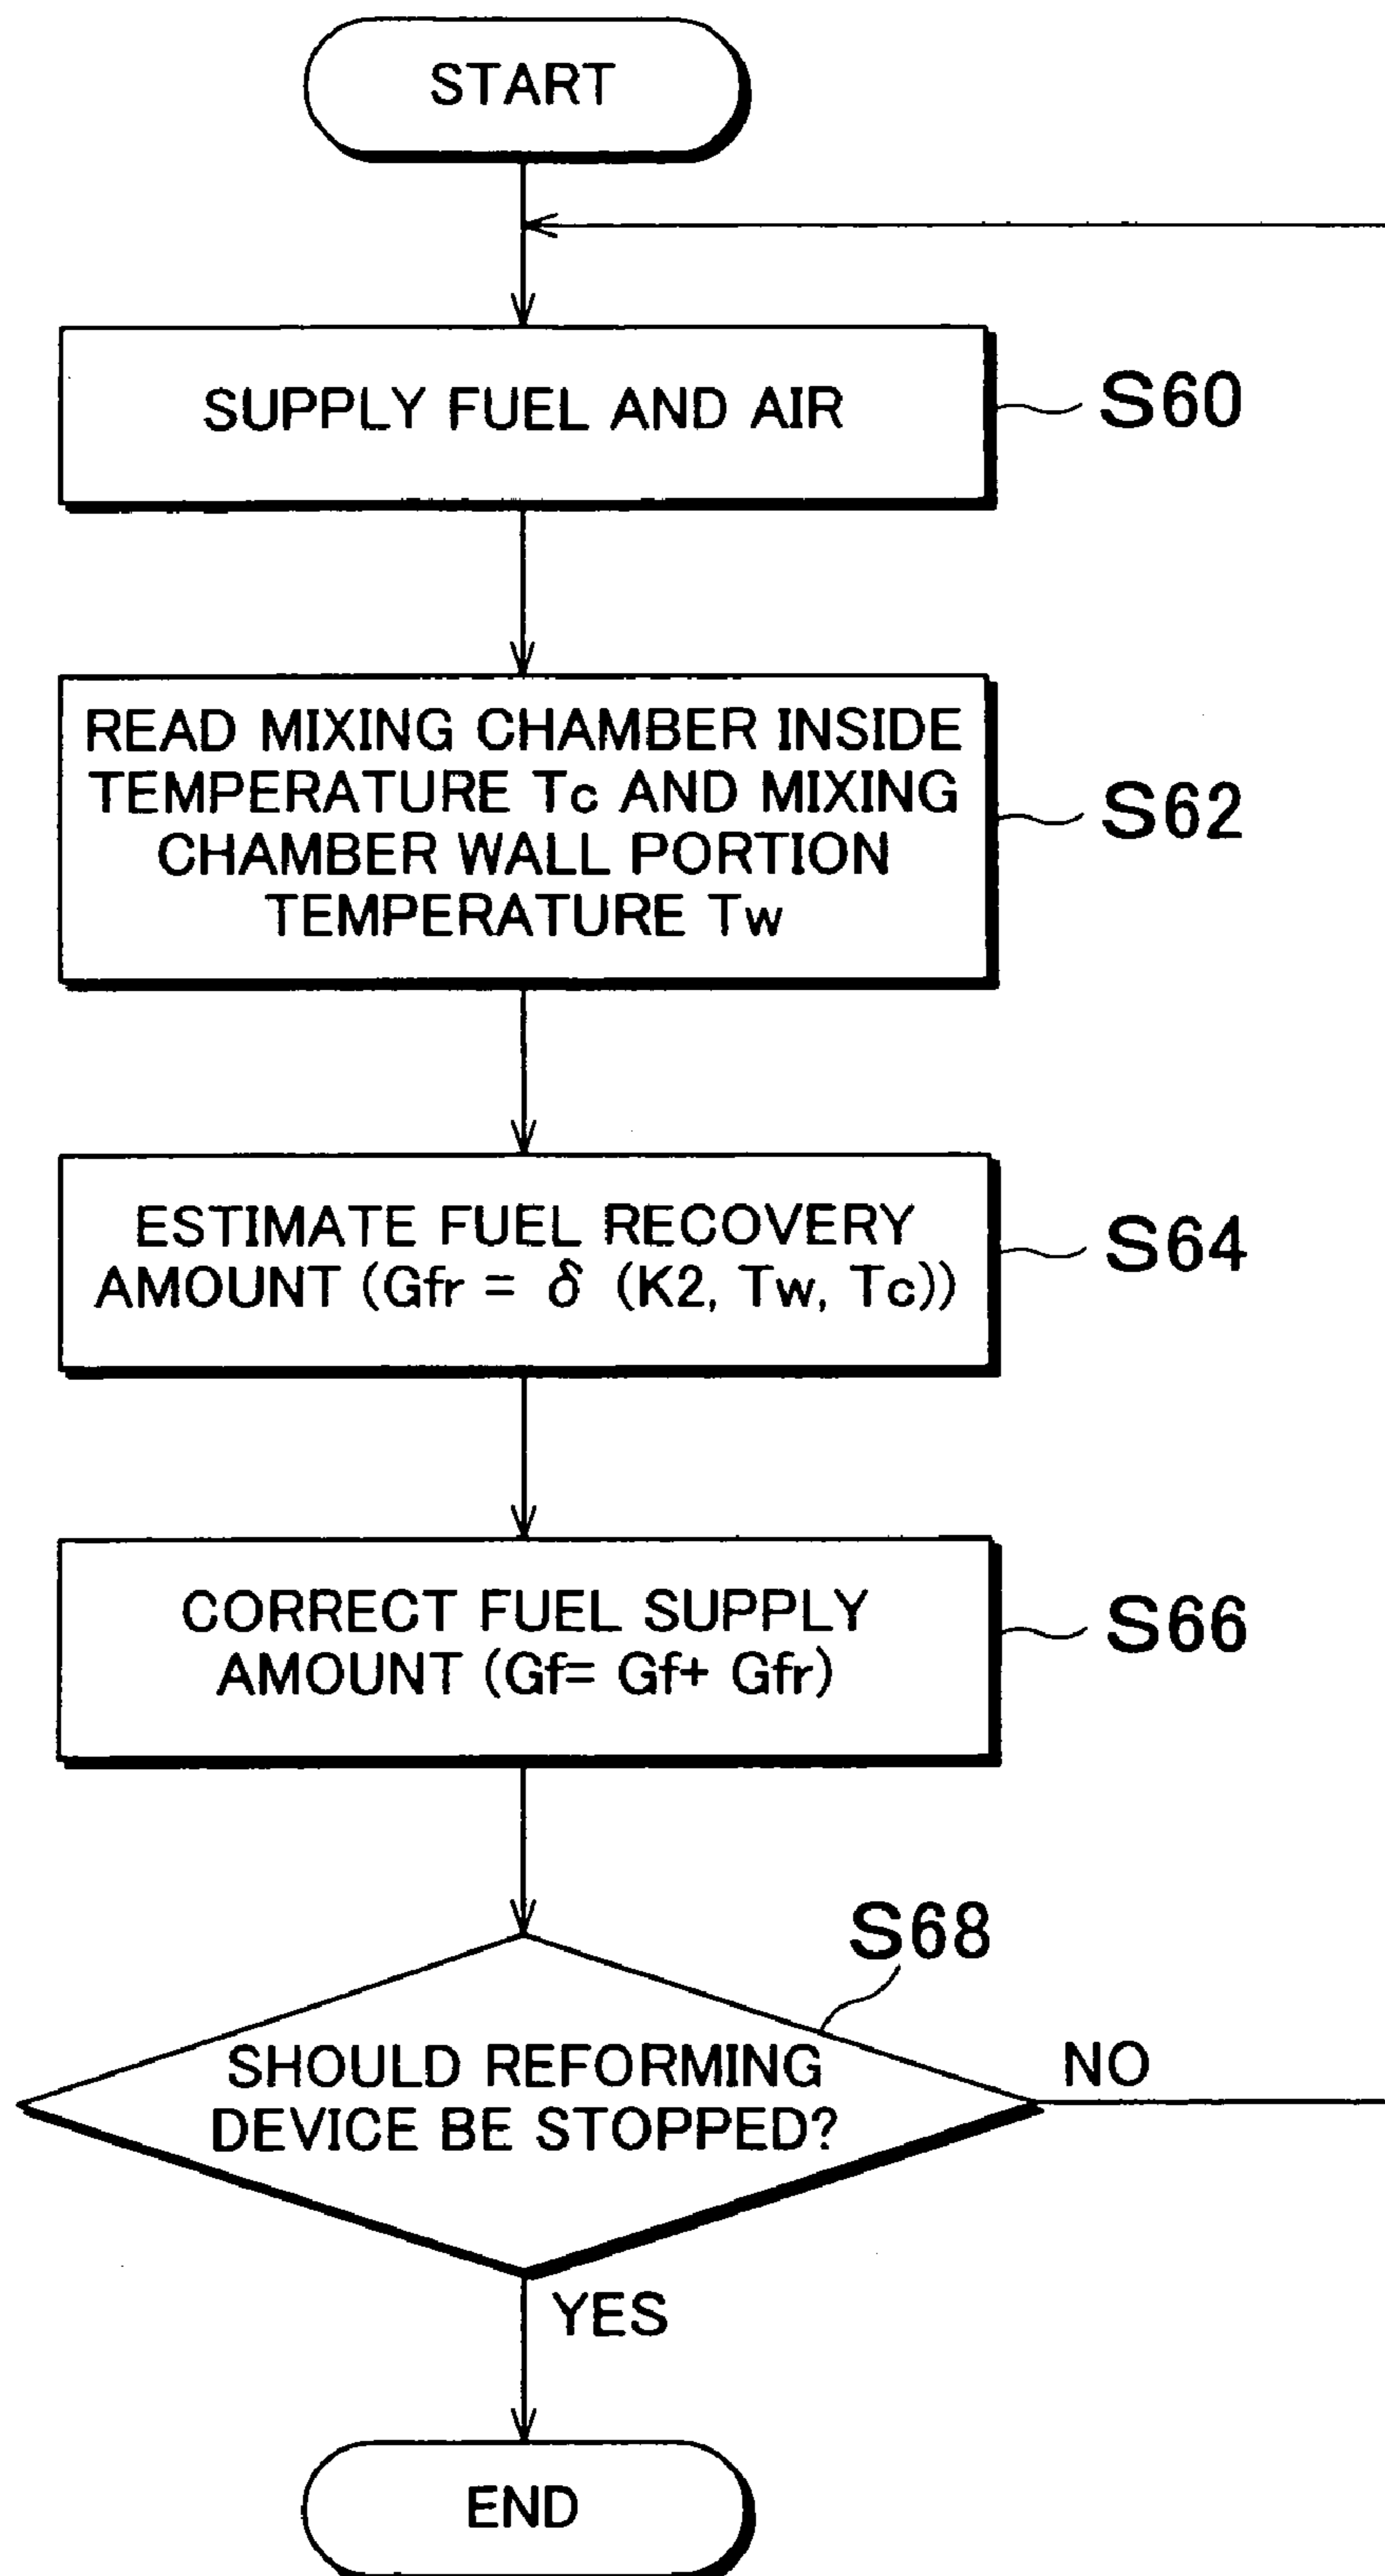 START
SUPPLY FUEL AND AIR
S60
READ MIXING CHAMBER INSIDE
TEMPERATURE Tc AND MIXING
CHAMBER WALL PORTION
TEMPERATURE Tw
S62
ESTIMATE FUEL RECOVERY
AMOUNT (Gfr = δ (K2, Tw, Tc))
S64
CORRECT FUEL SUPPLY
AMOUNT (Gf= Gf+ Gfr)
S66
S68
SHOULD REFORMING
DEVICE BE STOPPED?
NO
YES
END